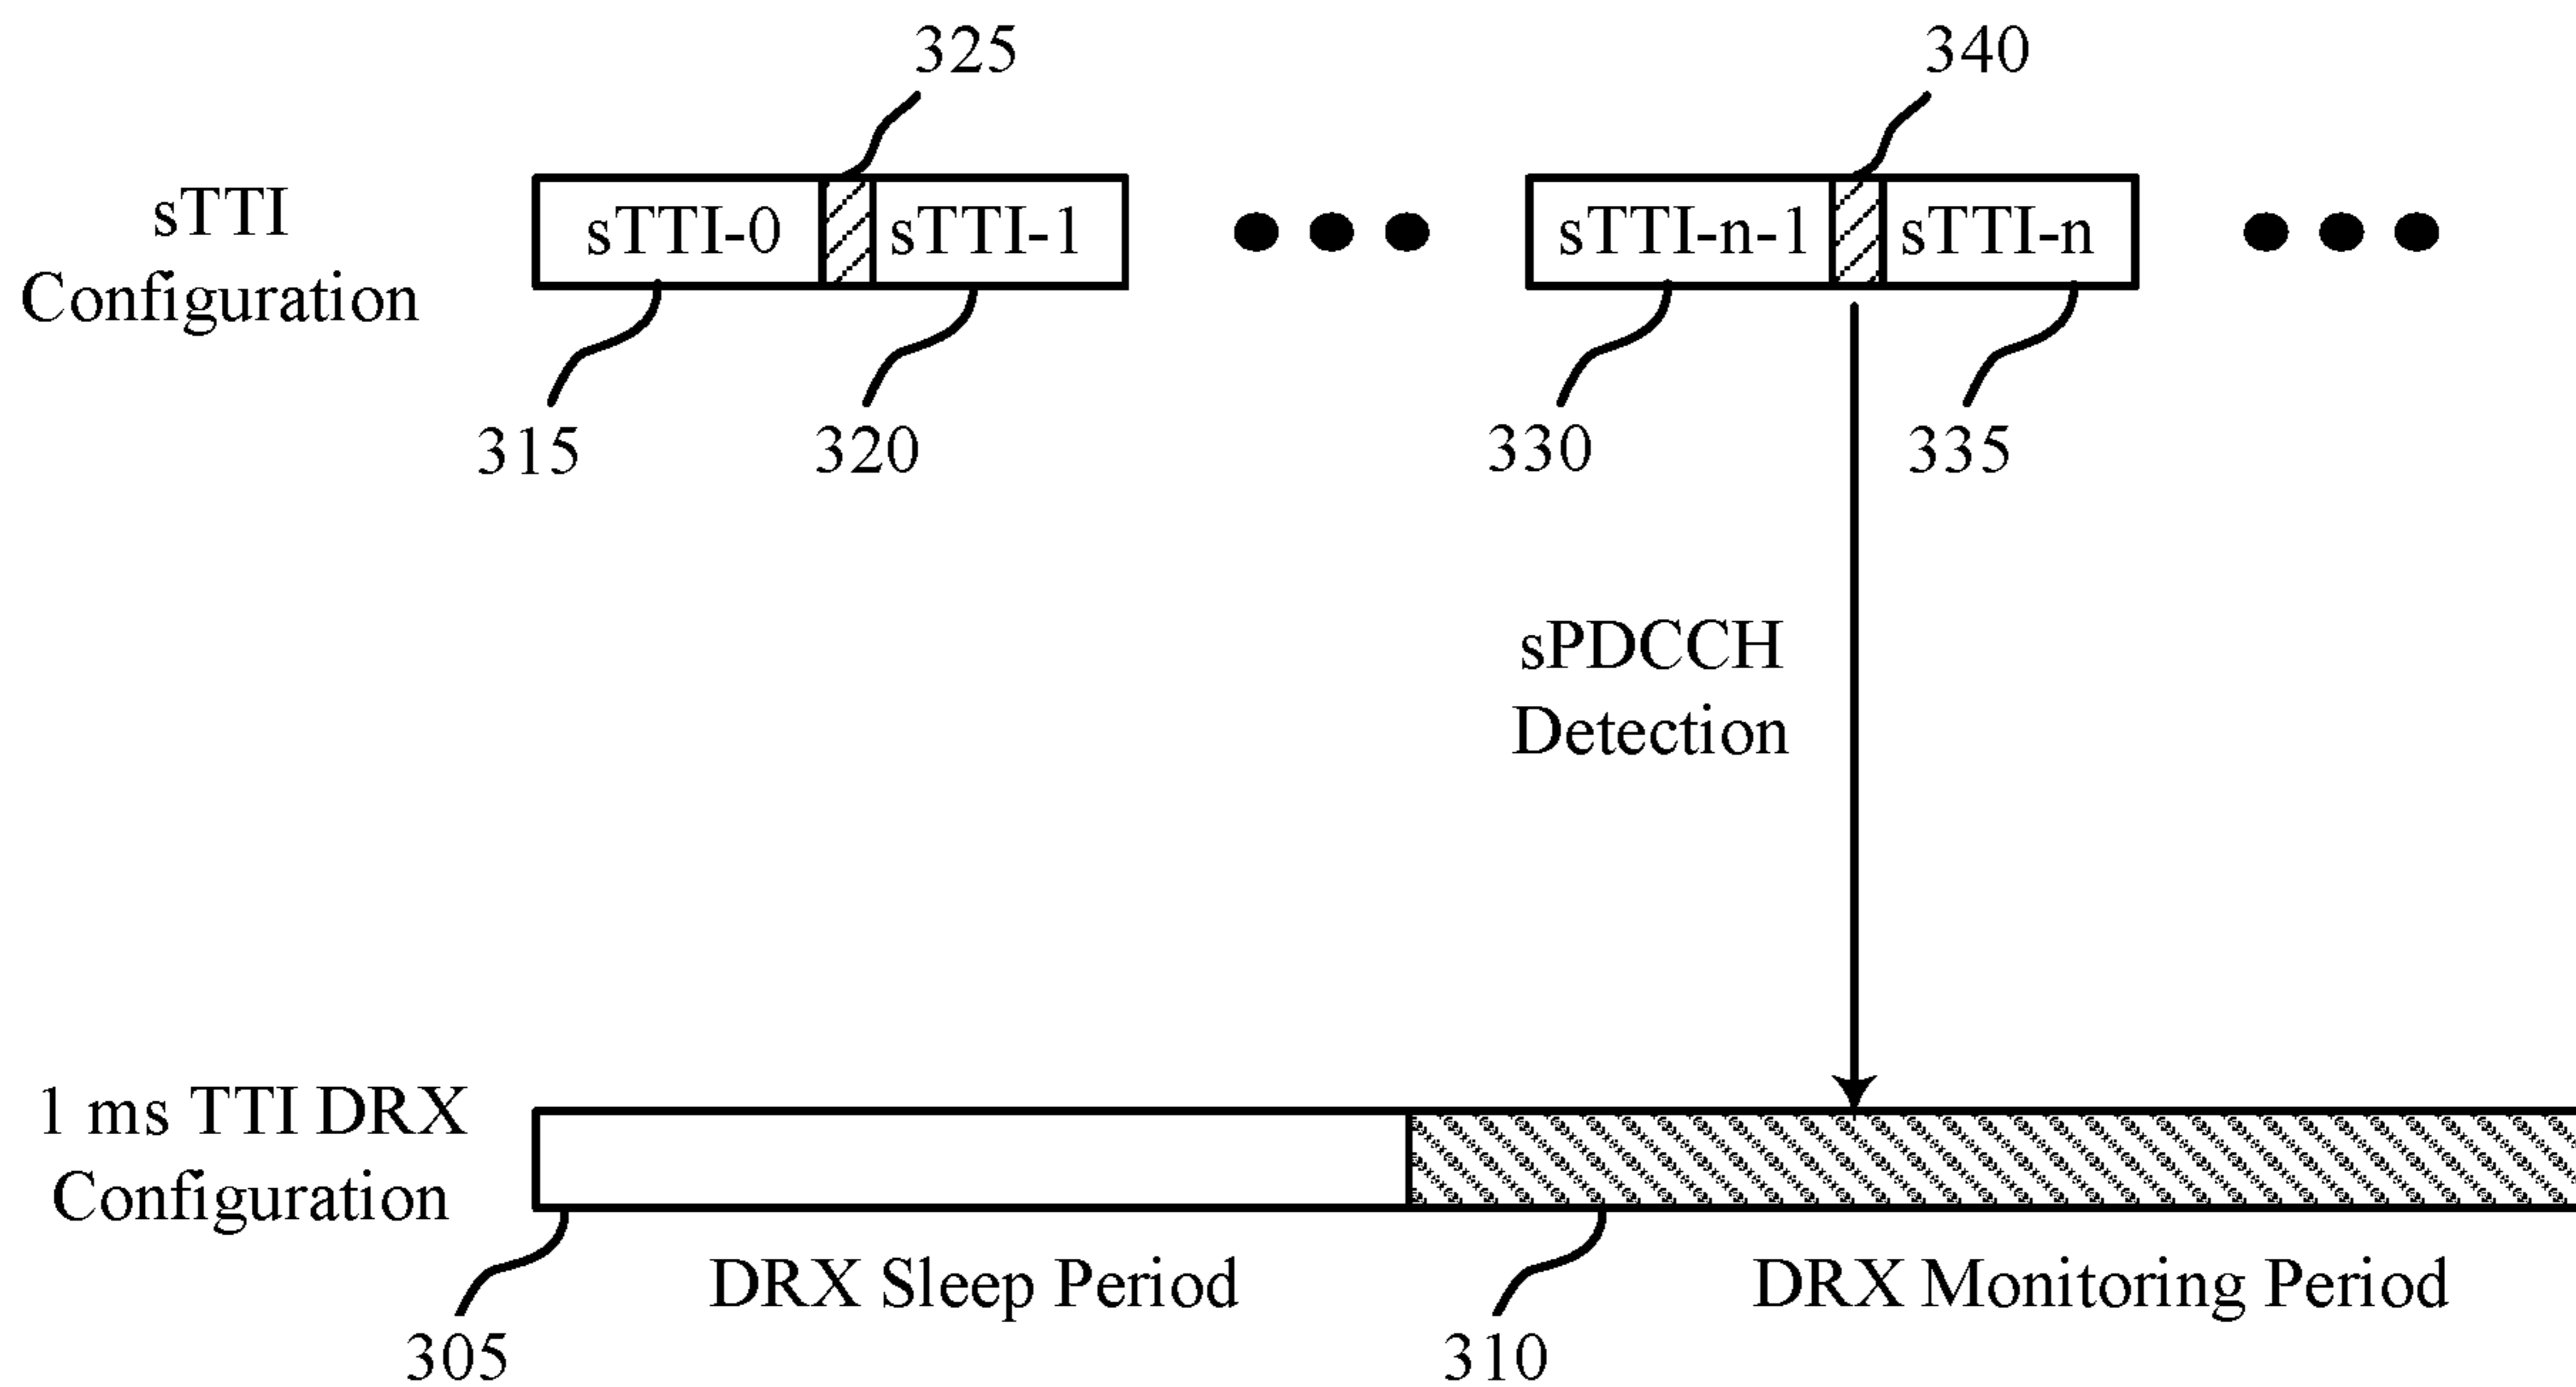 325
340
sTTI
Configuration
sTTI-0
sTTI-1
sTTI-n-1
sTTI-n
315
320
330
335
sPDCCH
Detection
1 ms TTI DRX
Configuration
DRX Sleep Period
DRX Monitoring Period
305
310